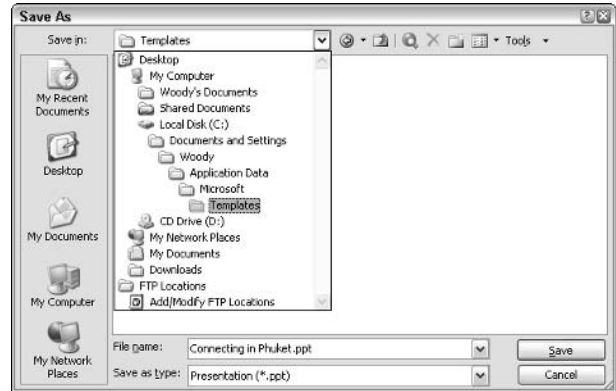 Save As
Save in:
Templates
Tools
Desktop
My Computer
Woody's Documents
Shared Documents
Local Disk (C:)
Documents and Settings
Woody
Application Data
Microsoft
Templates
CD Drive (D:)
My Network Places
My Documents
Downloads
FTP Locations
Add/Modify FTP Locations
My Recent
Documents
Desktop
My Documents
My Computer
My Network
Places
File name:
Connecting in Phuket.ppt
Save
Save as type:
Presentation (*.ppt)
Cancel